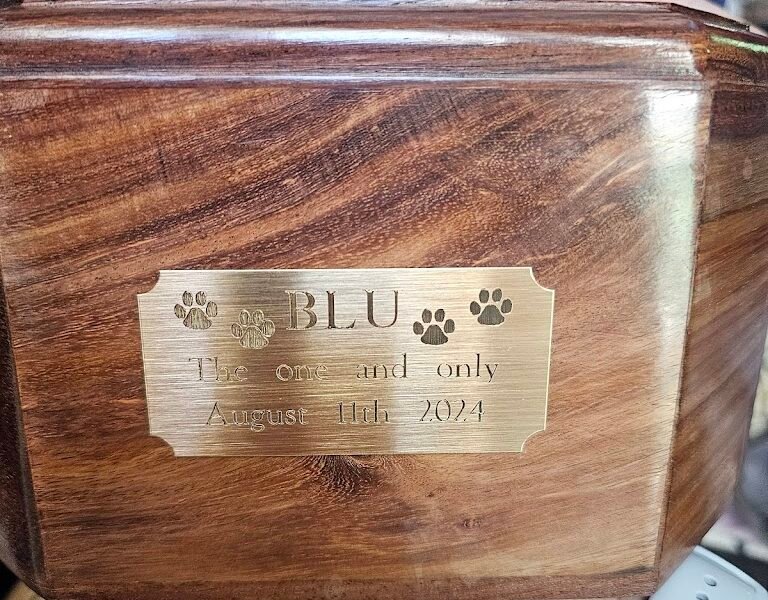 BLU
The one and only
August 11th 2024